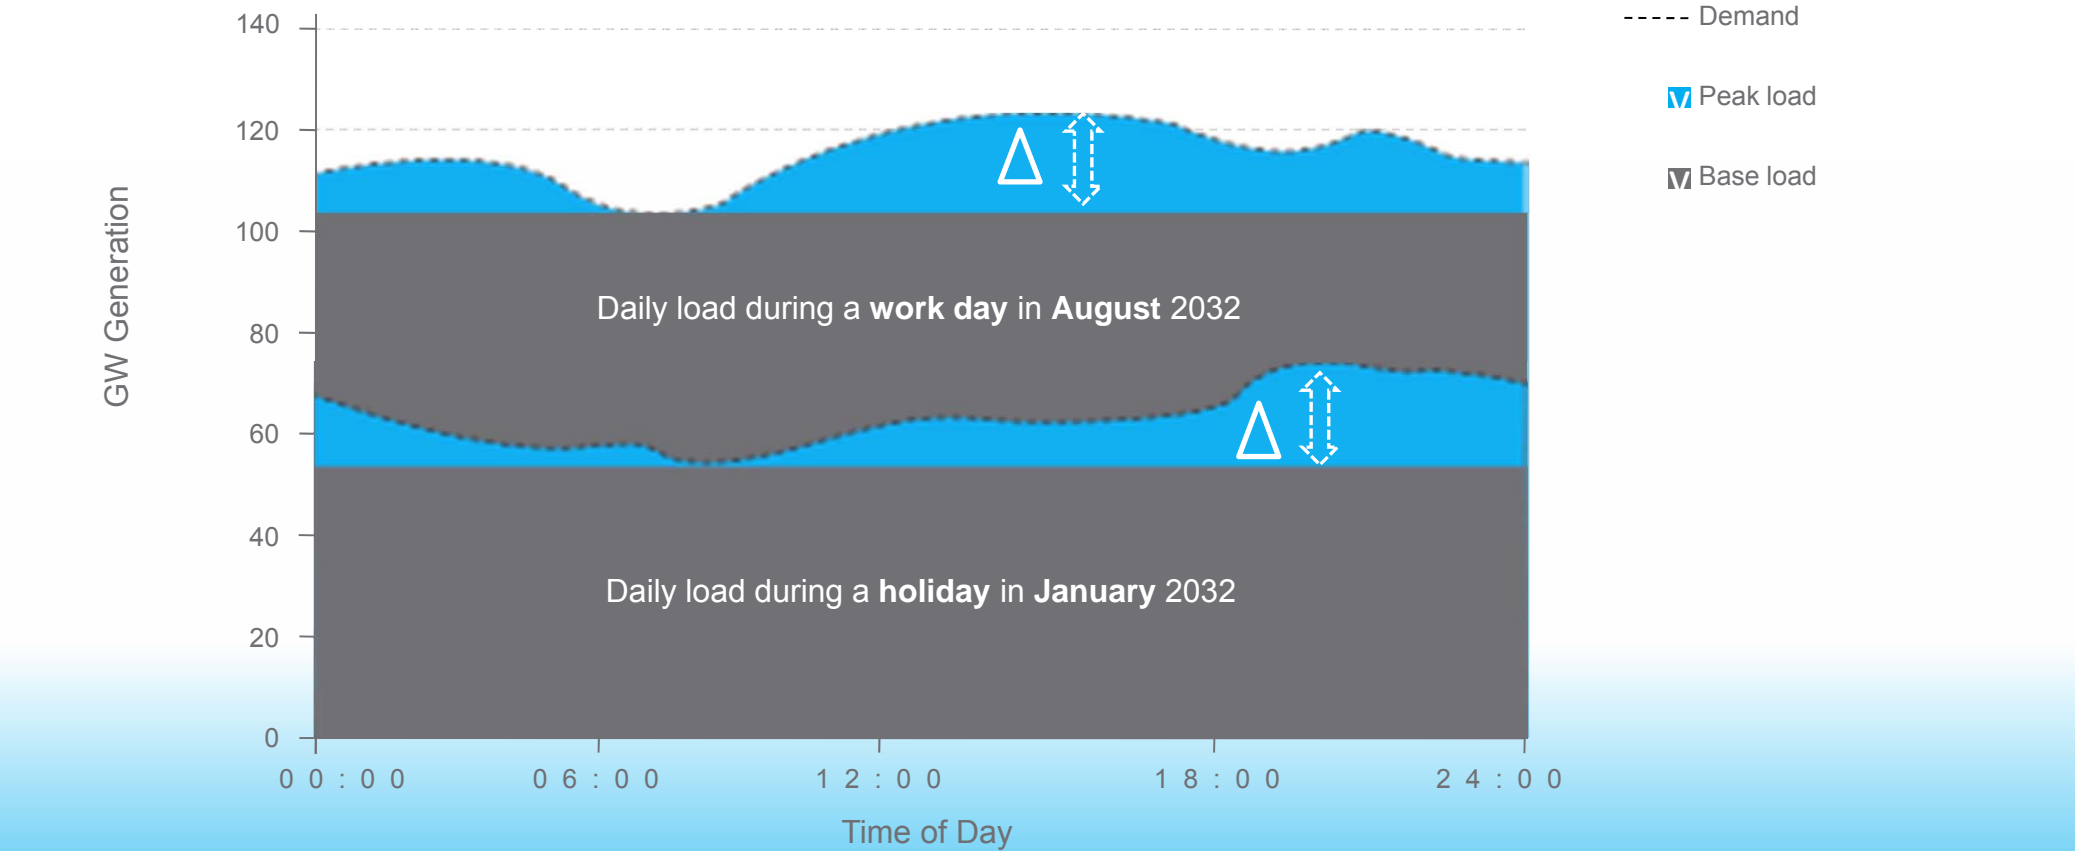 140
120
100
80
60
40
20
0
GW Generation
Demand
Peak load
Base load
Daily load during a work day in August 2032
Daily load during a holiday in January 2032
00:00 06:00 12:00 18:00 24:00
Time of Day